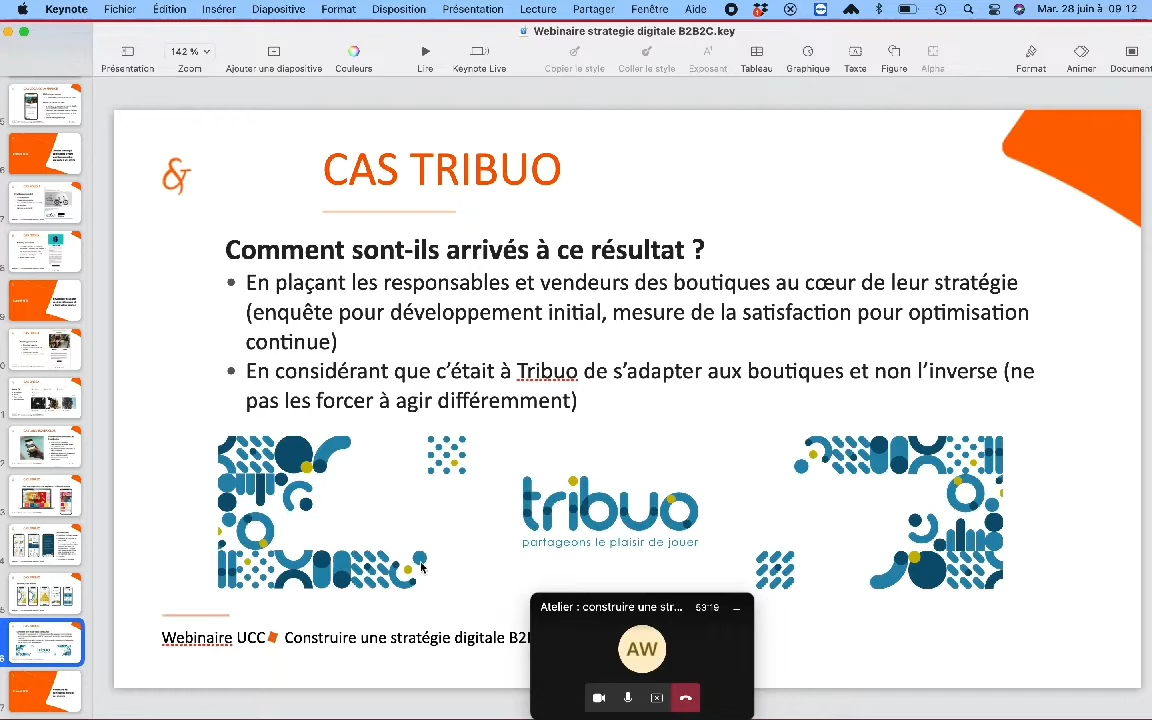 Keynote Fichier Édition Insérer Diapositive Format Disposition Présentation Lecture Partager Fenêtre Aide Mar. 28 juin à 09 12
Webinaire strategie digitale B2B2C.key
142 %
Présentation Zoom Ajouter une diapositive Couleurs Lire Keynote Live Copier le style Coller le style Exposant Tableau Graphique Texte Figure Alpha Format Animer Document
&
CAS TRIBUO
Comment sont-ils arrivés à ce résultat ?
• En plaçant les responsables et vendeurs des boutiques au cœur de leur stratégie
(enquête pour développement initial, mesure de la satisfaction pour optimisation
continue)
• En considérant que c’était à Tribuo de s’adapter aux boutiques et non l’inverse (ne
pas les forcer à agir différemment)
tribuo
partageons le plaisir de jouer
Webinaire UCC Construire une stratégie digitale B2
Atelier : construire une str... 53:19
AW